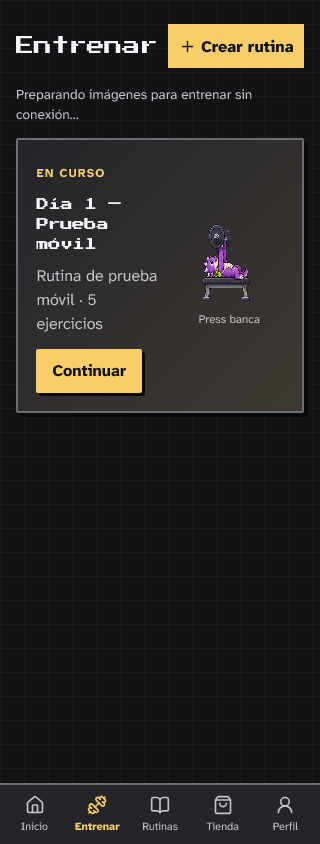 Entrenar
+ Crear rutina
Preparando imágenes para entrenar sin
conexión...
EN CURSO
Día 1 —
Prueba
móvil
Rutina de prueba
móvil · 5
ejercicios
Press banca
Continuar
Inicio
Entrenar
Rutinas
Tienda
Perfil